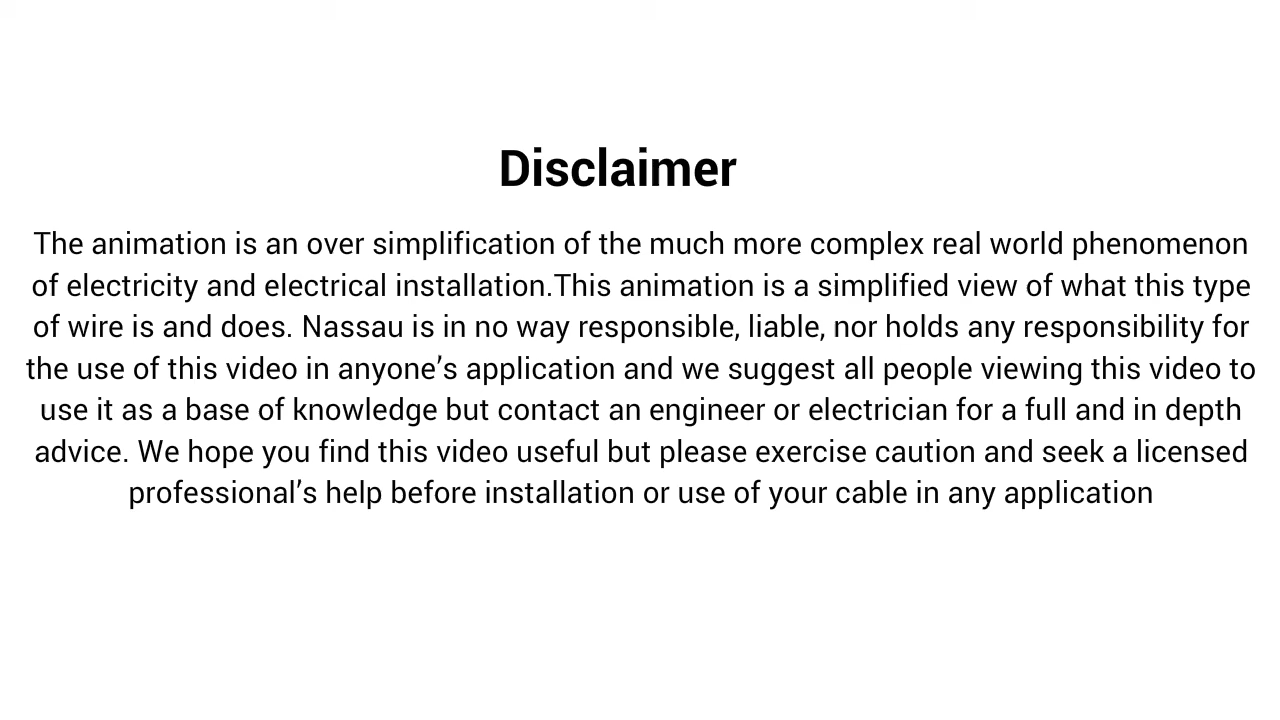 Disclaimer
The animation is an over simplification of the much more complex real world phenomenon
of electricity and electrical installation.This animation is a simplified view of what this type
of wire is and does. Nassau is in no way responsible, liable, nor holds any responsibility for
the use of this video in anyone’s application and we suggest all people viewing this video to
use it as a base of knowledge but contact an engineer or electrician for a full and in depth
advice. We hope you find this video useful but please exercise caution and seek a licensed
professional’s help before installation or use of your cable in any application